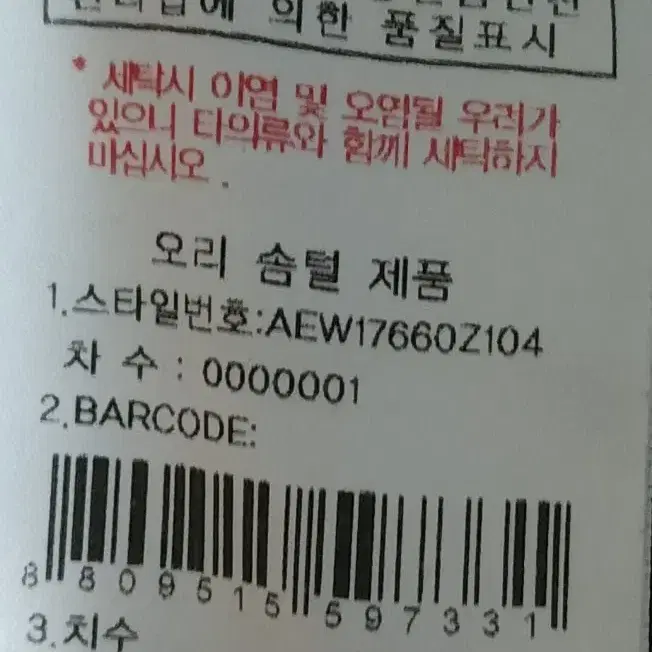 에 의한 품질표시
* 세탁시 이염 및 오염될 우려가
있으니 타의류와 함께 세탁하지
마십시오 .
오리 솜털 제품
1.스타일번호:AEW17660Z104
차 수 : 0000001
2.BARCODE:
8 809515 597331
3.치수